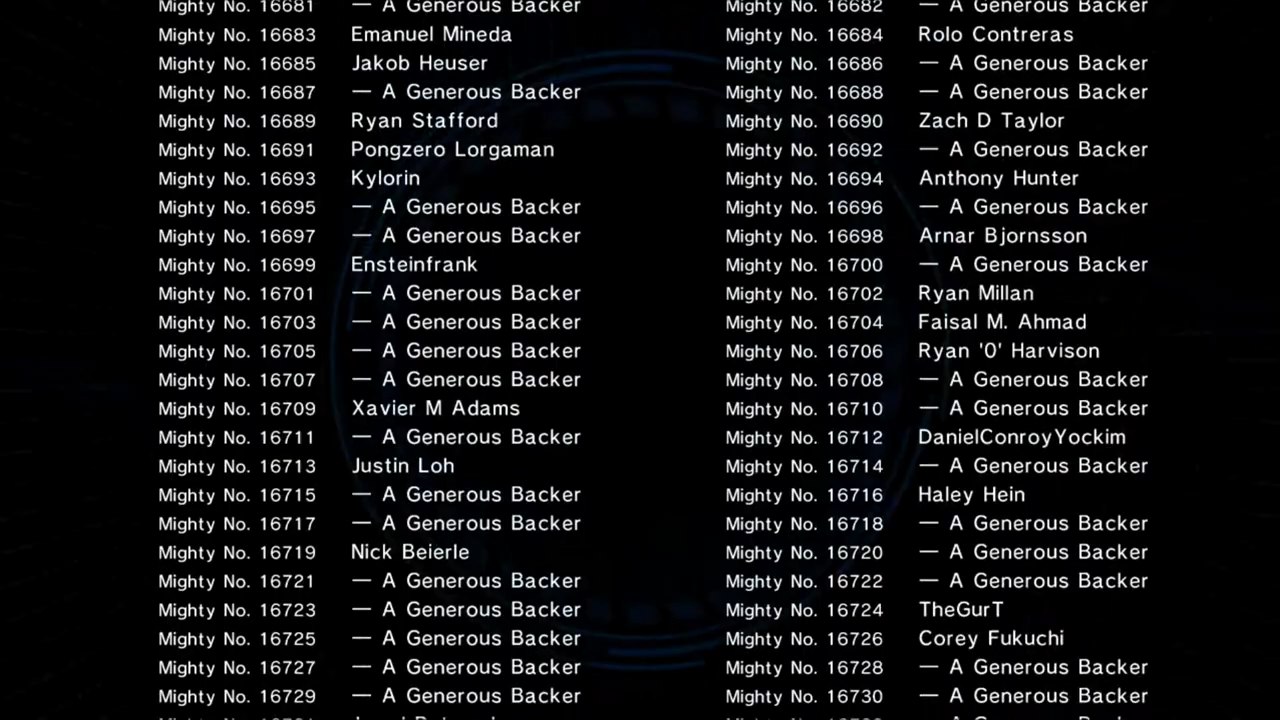 Mighty No. 16681 — A Generous Backer Mighty No. 16682 — A Generous Backer
Mighty No. 16683 Emanuel Mineda Mighty No. 16684 Rolo Contreras
Mighty No. 16685 Jakob Heuser Mighty No. 16686 — A Generous Backer
Mighty No. 16687 — A Generous Backer Mighty No. 16688 — A Generous Backer
Mighty No. 16689 Ryan Stafford Mighty No. 16690 Zach D Taylor
Mighty No. 16691 Pongzero Lorgaman Mighty No. 16692 — A Generous Backer
Mighty No. 16693 Kylorin Mighty No. 16694 Anthony Hunter
Mighty No. 16695 — A Generous Backer Mighty No. 16696 — A Generous Backer
Mighty No. 16697 — A Generous Backer Mighty No. 16698 Arnar Bjornsson
Mighty No. 16699 Ensteinfrank Mighty No. 16700 — A Generous Backer
Mighty No. 16701 — A Generous Backer Mighty No. 16702 Ryan Millan
Mighty No. 16703 — A Generous Backer Mighty No. 16704 Faisal M. Ahmad
Mighty No. 16705 — A Generous Backer Mighty No. 16706 Ryan '0' Harvison
Mighty No. 16707 — A Generous Backer Mighty No. 16708 — A Generous Backer
Mighty No. 16709 Xavier M Adams Mighty No. 16710 — A Generous Backer
Mighty No. 16711 — A Generous Backer Mighty No. 16712 DanielConroyYockim
Mighty No. 16713 Justin Loh Mighty No. 16714 — A Generous Backer
Mighty No. 16715 — A Generous Backer Mighty No. 16716 Haley Hein
Mighty No. 16717 — A Generous Backer Mighty No. 16718 — A Generous Backer
Mighty No. 16719 Nick Beierle Mighty No. 16720 — A Generous Backer
Mighty No. 16721 — A Generous Backer Mighty No. 16722 — A Generous Backer
Mighty No. 16723 — A Generous Backer Mighty No. 16724 TheGurT
Mighty No. 16725 — A Generous Backer Mighty No. 16726 Corey Fukuchi
Mighty No. 16727 — A Generous Backer Mighty No. 16728 — A Generous Backer
Mighty No. 16729 — A Generous Backer Mighty No. 16730 — A Generous Backer